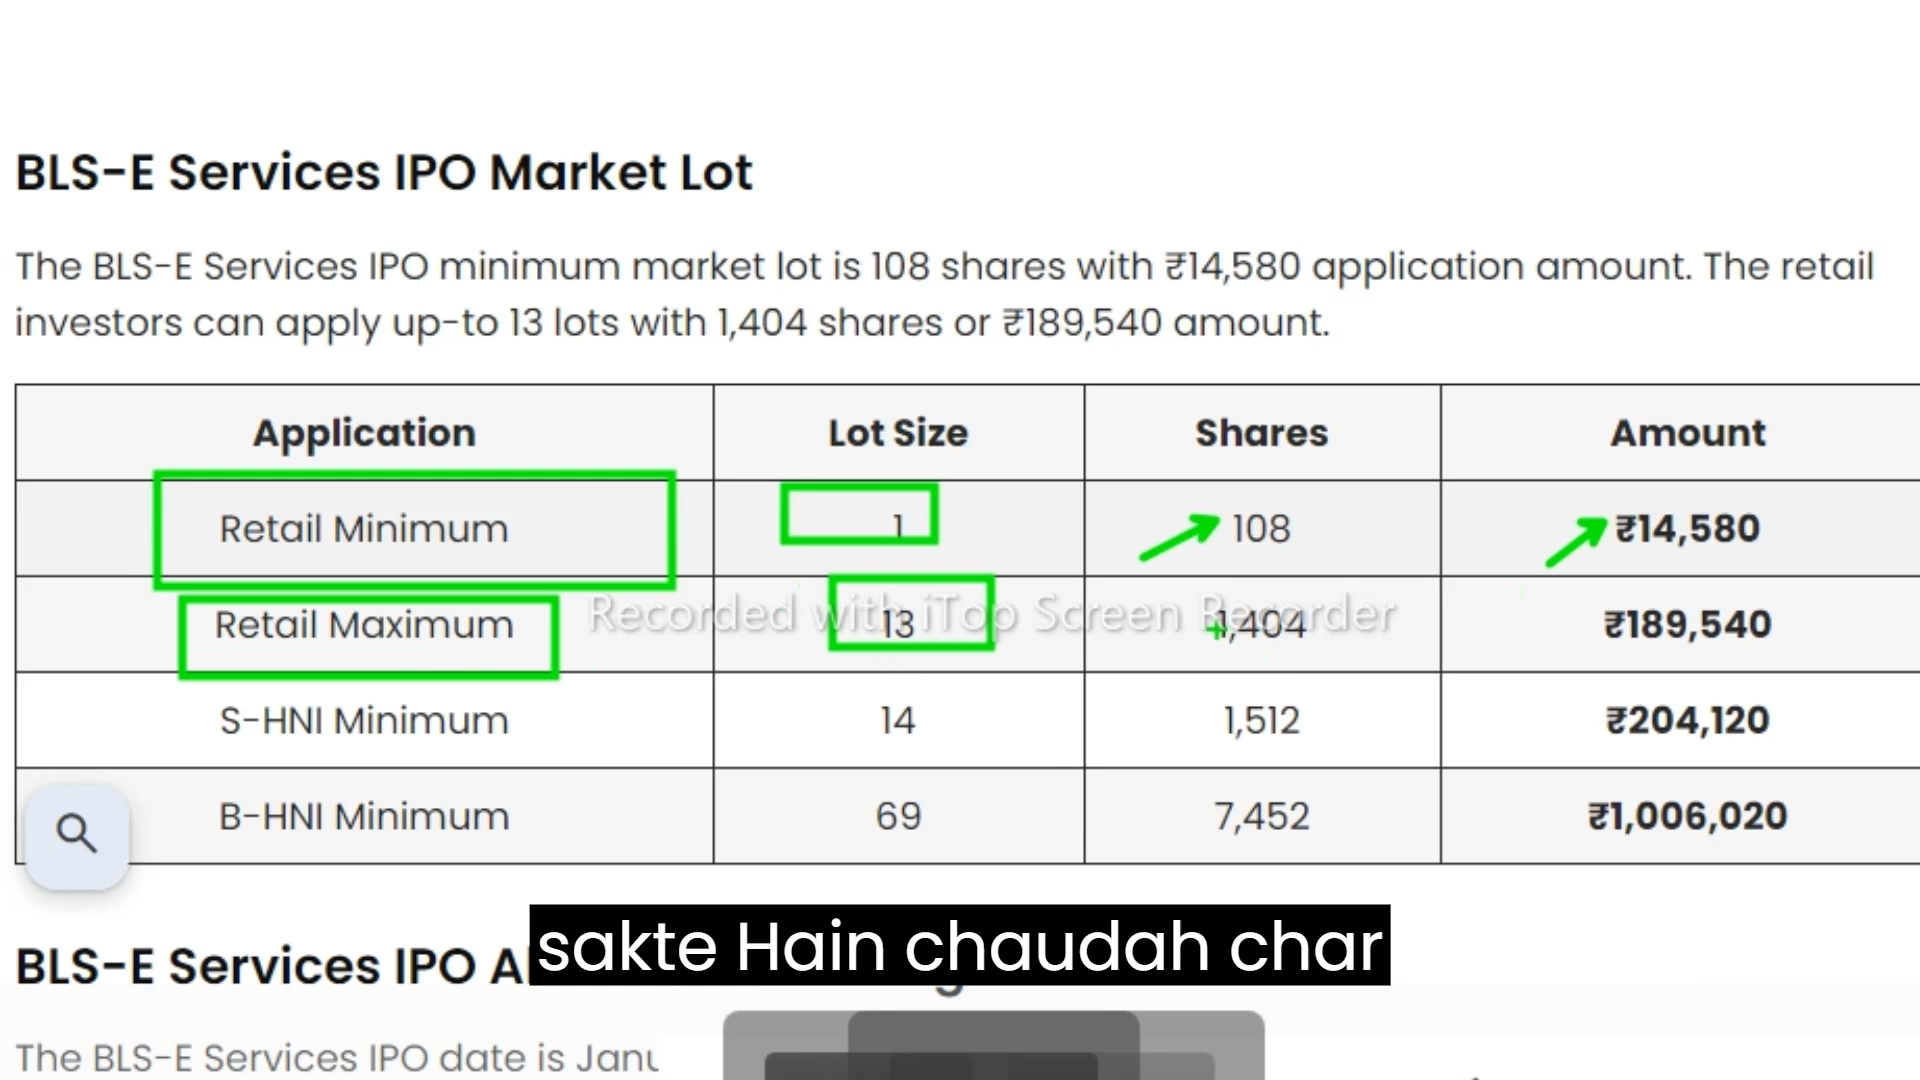 BLS-E Services IPO Market Lot
The BLS-E Services IPO minimum market lot is 108 shares with ₹14,580 application amount. The retail
investors can apply up-to 13 lots with 1,404 shares or ₹189,540 amount.
Application Lot Size Shares Amount
Retail Minimum 1 108 ₹14,580
Retail Maximum 13 1,404 ₹189,540
Recorded with iTop Screen Recorder
S-HNI Minimum 14 1,512 ₹204,120
B-HNI Minimum 69 7,452 ₹1,006,020
sakte Hain chaudah char
BLS-E Services IPO
The BLS-E Services IPO date is